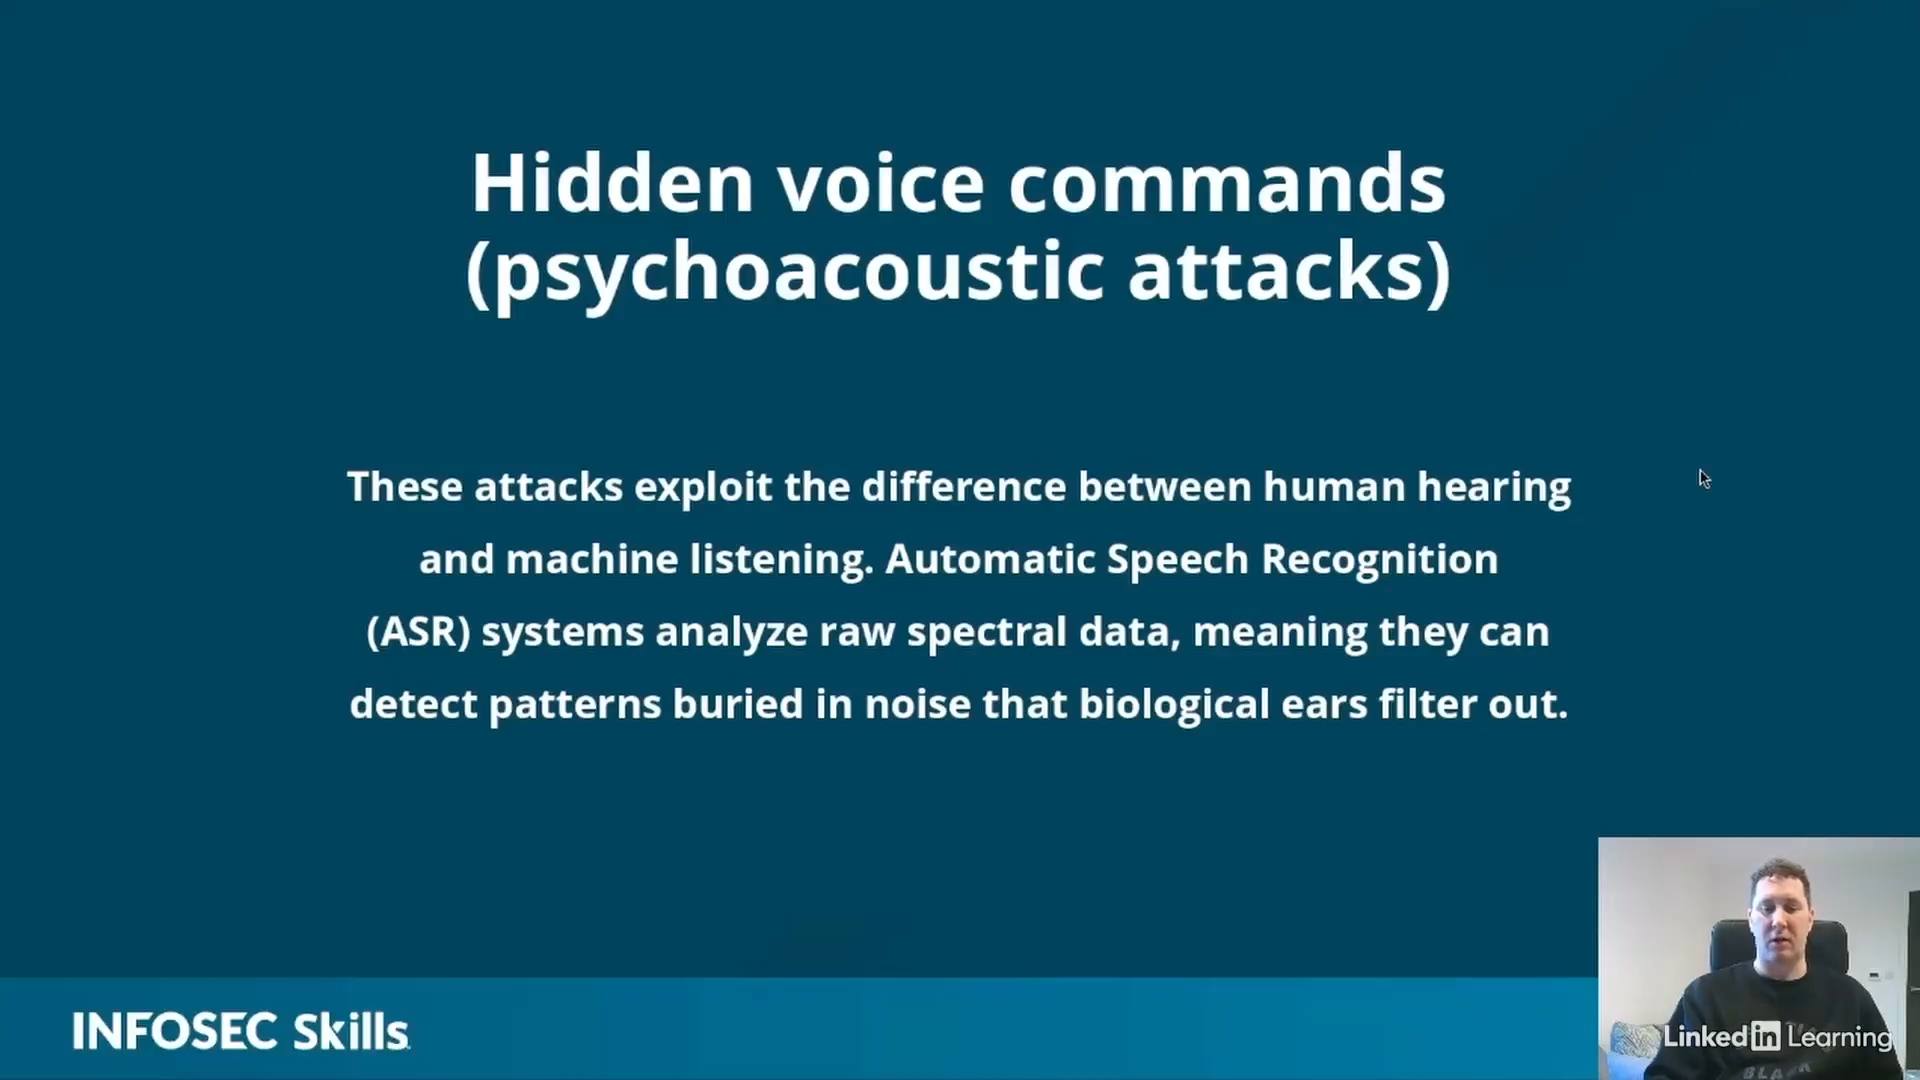 Hidden voice commands
(psychoacoustic attacks)
These attacks exploit the difference between human hearing
and machine listening. Automatic Speech Recognition
(ASR) systems analyze raw spectral data, meaning they can
detect patterns buried in noise that biological ears filter out.
INFOSEC Skills
LinkedIn Learning